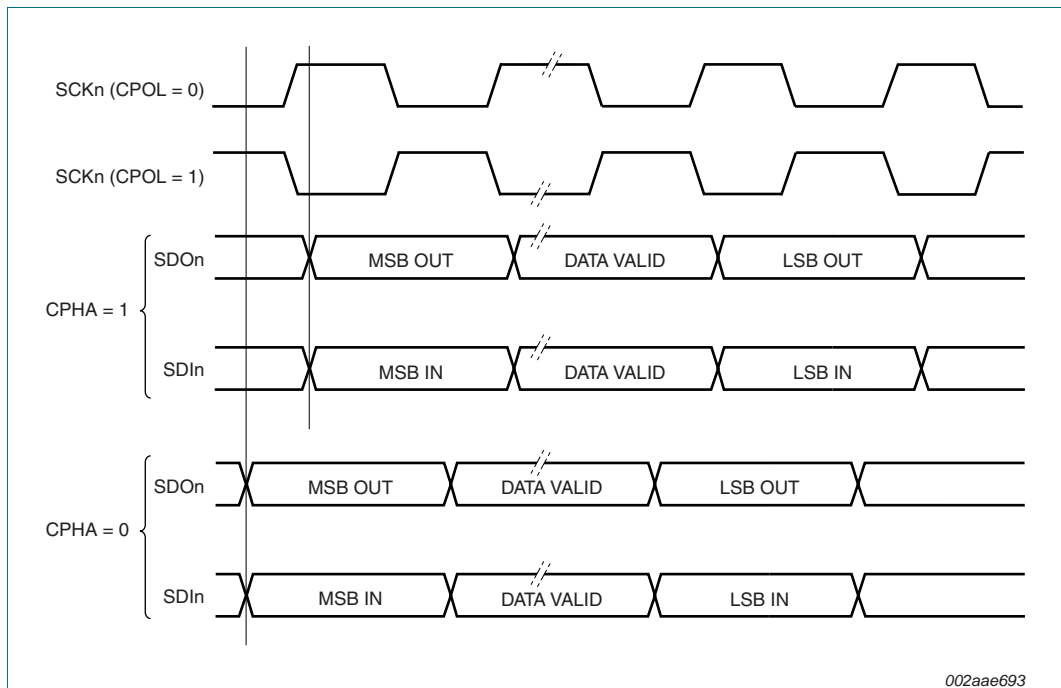 SCKn (CPOL = 0)
SCKn (CPOL = 1)
CPHA = 1
SDOn
MSB OUT
DATA VALID
LSB OUT
SDIn
MSB IN
DATA VALID
LSB IN
CPHA = 0
SDOn
MSB OUT
DATA VALID
LSB OUT
SDIn
MSB IN
DATA VALID
LSB IN
002aae693